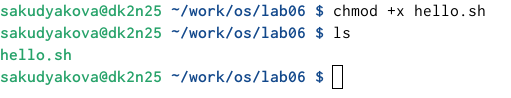 sakudyakova@dk2n25 ~/work/os/lab06 $ chmod +x hello.sh
sakudyakova@dk2n25 ~/work/os/lab06 $ ls
hello.sh
sakudyakova@dk2n25 ~/work/os/lab06 $